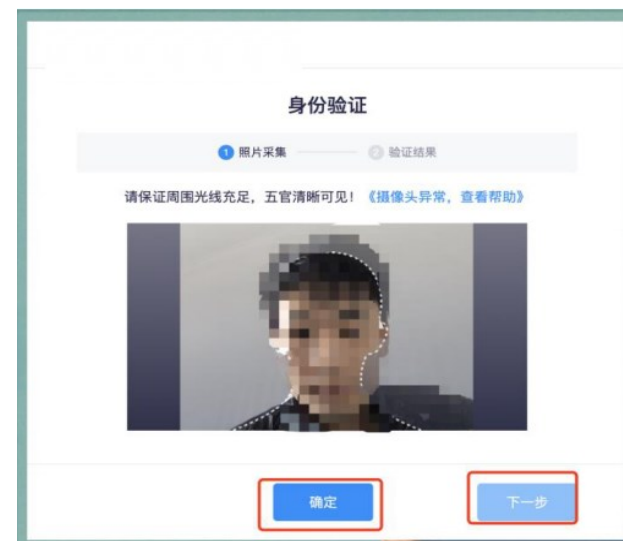 身份验证
1 照片采集 2 验证结果
请保证周围光线充足，五官清晰可见！《摄像头异常，查看帮助》
确定 下一步